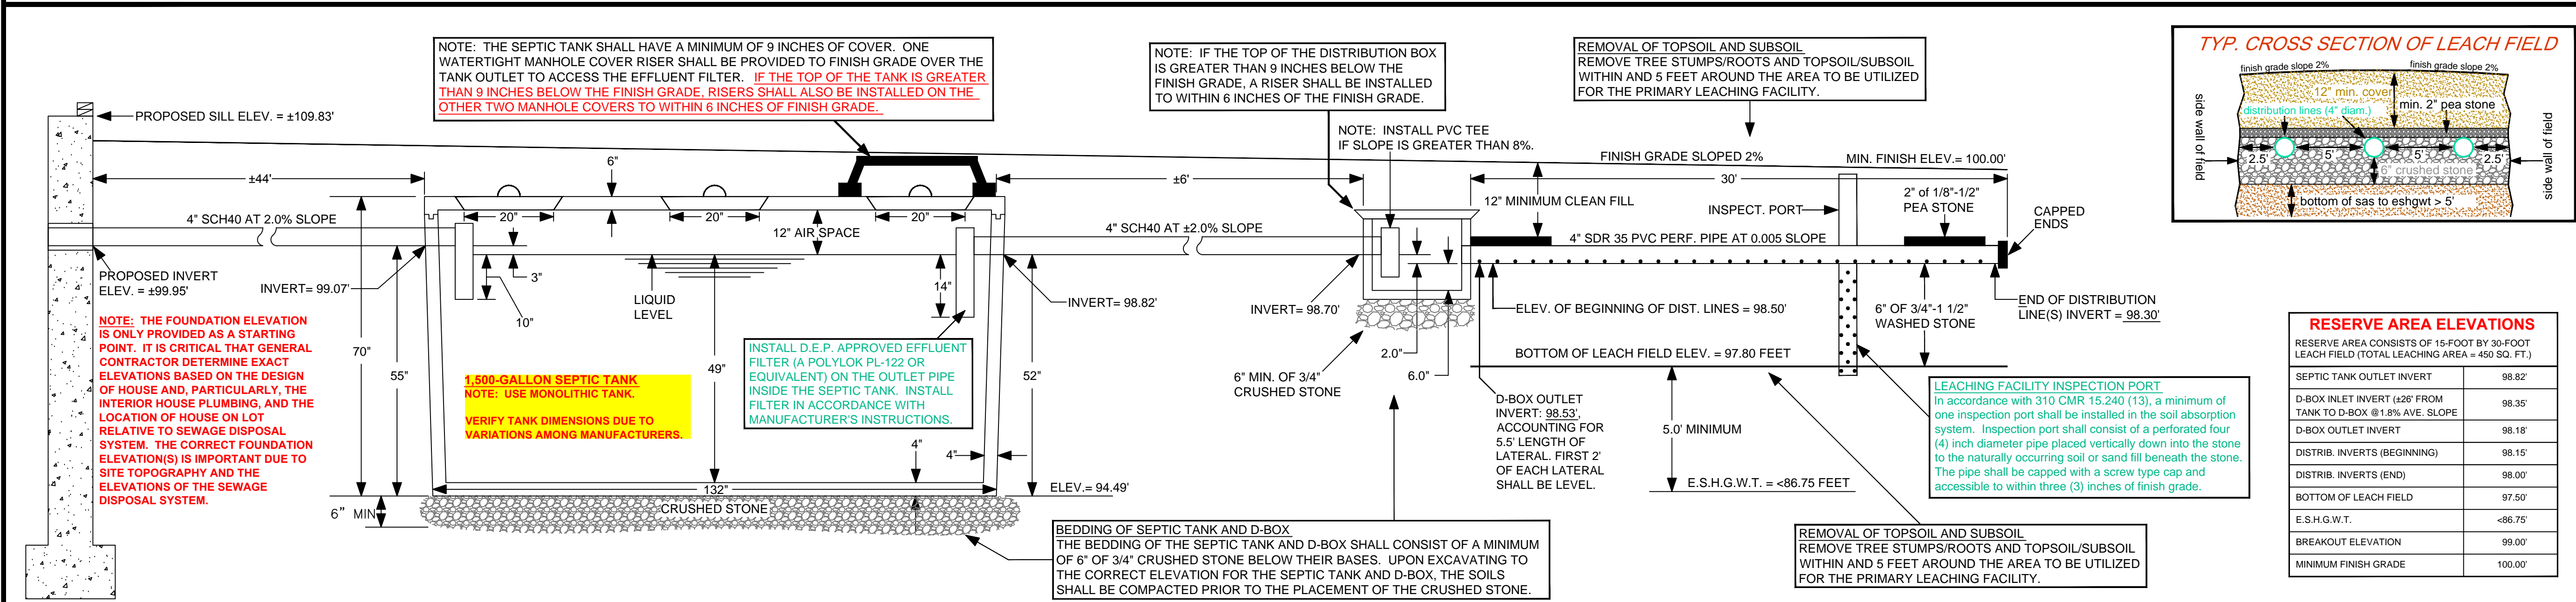 NOTE: THE SEPTIC TANK SHALL HAVE A MINIMUM OF 9 INCHES OF COVER. ONE
WATERTIGHT MANHOLE COVER RISER SHALL BE PROVIDED TO FINISH GRADE OVER THE
TANK OUTLET TO ACCESS THE EFFLUENT FILTER. IF THE TOP OF THE TANK IS GREATER
THAN 9 INCHES BELOW THE FINISH GRADE, RISERS SHALL ALSO BE INSTALLED ON THE
OTHER TWO MANHOLE COVERS TO WITHIN 6 INCHES OF FINISH GRADE.
NOTE: IF THE TOP OF THE DISTRIBUTION BOX
IS GREATER THAN 9 INCHES BELOW THE
FINISH GRADE, A RISER SHALL BE INSTALLED
TO WITHIN 6 INCHES OF THE FINISH GRADE.
REMOVAL OF TOPSOIL AND SUBSOIL
REMOVE TREE STUMPS/ROOTS AND TOPSOIL/SUBSOIL
WITHIN AND 5 FEET AROUND THE AREA TO BE UTILIZED
FOR THE PRIMARY LEACHING FACILITY.
TYP. CROSS SECTION OF LEACH FIELD
finish grade slope 2%
finish grade slope 2%
12" min. cover
min. 2" pea stone
distribution lines (4" diam.)
side wall of field
side wall of field
2.5'
5'
5'
2.5'
6" crushed stone
bottom of sas to eshgwt > 5'
PROPOSED SILL ELEV. = ±109.83'
NOTE: INSTALL PVC TEE
IF SLOPE IS GREATER THAN 8%.
FINISH GRADE SLOPED 2%
MIN. FINISH ELEV.= 100.00'
±44'
6"
±6'
30'
20"
20"
20"
12" MINIMUM CLEAN FILL
INSPECT. PORT
2" of 1/8"-1/2"
PEA STONE
CAPPED
ENDS
4" SCH40 AT 2.0% SLOPE
12" AIR SPACE
4" SCH40 AT ±2.0% SLOPE
4" SDR 35 PVC PERF. PIPE AT 0.005 SLOPE
PROPOSED INVERT
ELEV. = ±99.95'
INVERT= 99.07'
3"
10"
LIQUID
LEVEL
14"
INVERT= 98.82'
INVERT= 98.70'
ELEV. OF BEGINNING OF DIST. LINES = 98.50'
6" OF 3/4"-1 1/2"
WASHED STONE
END OF DISTRIBUTION
LINE(S) INVERT = 98.30'
NOTE: THE FOUNDATION ELEVATION
IS ONLY PROVIDED AS A STARTING
POINT. IT IS CRITICAL THAT GENERAL
CONTRACTOR DETERMINE EXACT
ELEVATIONS BASED ON THE DESIGN
OF HOUSE AND, PARTICULARLY, THE
INTERIOR HOUSE PLUMBING, AND THE
LOCATION OF HOUSE ON LOT
RELATIVE TO SEWAGE DISPOSAL
SYSTEM. THE CORRECT FOUNDATION
ELEVATION(S) IS IMPORTANT DUE TO
SITE TOPOGRAPHY AND THE
ELEVATIONS OF THE SEWAGE
DISPOSAL SYSTEM.
70"
55"
49"
52"
1,500-GALLON SEPTIC TANK
NOTE: USE MONOLITHIC TANK.
VERIFY TANK DIMENSIONS DUE TO
VARIATIONS AMONG MANUFACTURERS.
INSTALL D.E.P. APPROVED EFFLUENT
FILTER (A POLYLOK PL-122 OR
EQUIVALENT) ON THE OUTLET PIPE
INSIDE THE SEPTIC TANK. INSTALL
FILTER IN ACCORDANCE WITH
MANUFACTURER'S INSTRUCTIONS.
4"
4"
132"
ELEV.= 94.49'
6" MIN
CRUSHED STONE
2.0"
6.0"
6" MIN. OF 3/4"
CRUSHED STONE
BOTTOM OF LEACH FIELD ELEV. = 97.80 FEET
D-BOX OUTLET
INVERT: 98.53',
ACCOUNTING FOR
5.5' LENGTH OF
LATERAL. FIRST 2'
OF EACH LATERAL
SHALL BE LEVEL.
5.0' MINIMUM
E.S.H.G.W.T. = <86.75 FEET
LEACHING FACILITY INSPECTION PORT
In accordance with 310 CMR 15.240 (13), a minimum of
one inspection port shall be installed in the soil absorption
system. Inspection port shall consist of a perforated four
(4) inch diameter pipe placed vertically down into the stone
to the naturally occurring soil or sand fill beneath the stone.
The pipe shall be capped with a screw type cap and
accessible to within three (3) inches of finish grade.
BEDDING OF SEPTIC TANK AND D-BOX
THE BEDDING OF THE SEPTIC TANK AND D-BOX SHALL CONSIST OF A MINIMUM
OF 6" OF 3/4" CRUSHED STONE BELOW THEIR BASES. UPON EXCAVATING TO
THE CORRECT ELEVATION FOR THE SEPTIC TANK AND D-BOX, THE SOILS
SHALL BE COMPACTED PRIOR TO THE PLACEMENT OF THE CRUSHED STONE.
REMOVAL OF TOPSOIL AND SUBSOIL
REMOVE TREE STUMPS/ROOTS AND TOPSOIL/SUBSOIL
WITHIN AND 5 FEET AROUND THE AREA TO BE UTILIZED
FOR THE PRIMARY LEACHING FACILITY.
RESERVE AREA ELEVATIONS
RESERVE AREA CONSISTS OF 15-FOOT BY 30-FOOT
LEACH FIELD (TOTAL LEACHING AREA = 450 SQ. FT.)
SEPTIC TANK OUTLET INVERT 98.82'
D-BOX INLET INVERT (±26' FROM
TANK TO D-BOX @1.8% AVE. SLOPE 98.35'
D-BOX OUTLET INVERT 98.18'
DISTRIB. INVERTS (BEGINNING) 98.15'
DISTRIB. INVERTS (END) 98.00'
BOTTOM OF LEACH FIELD 97.50'
E.S.H.G.W.T. <86.75'
BREAKOUT ELEVATION 99.00'
MINIMUM FINISH GRADE 100.00'